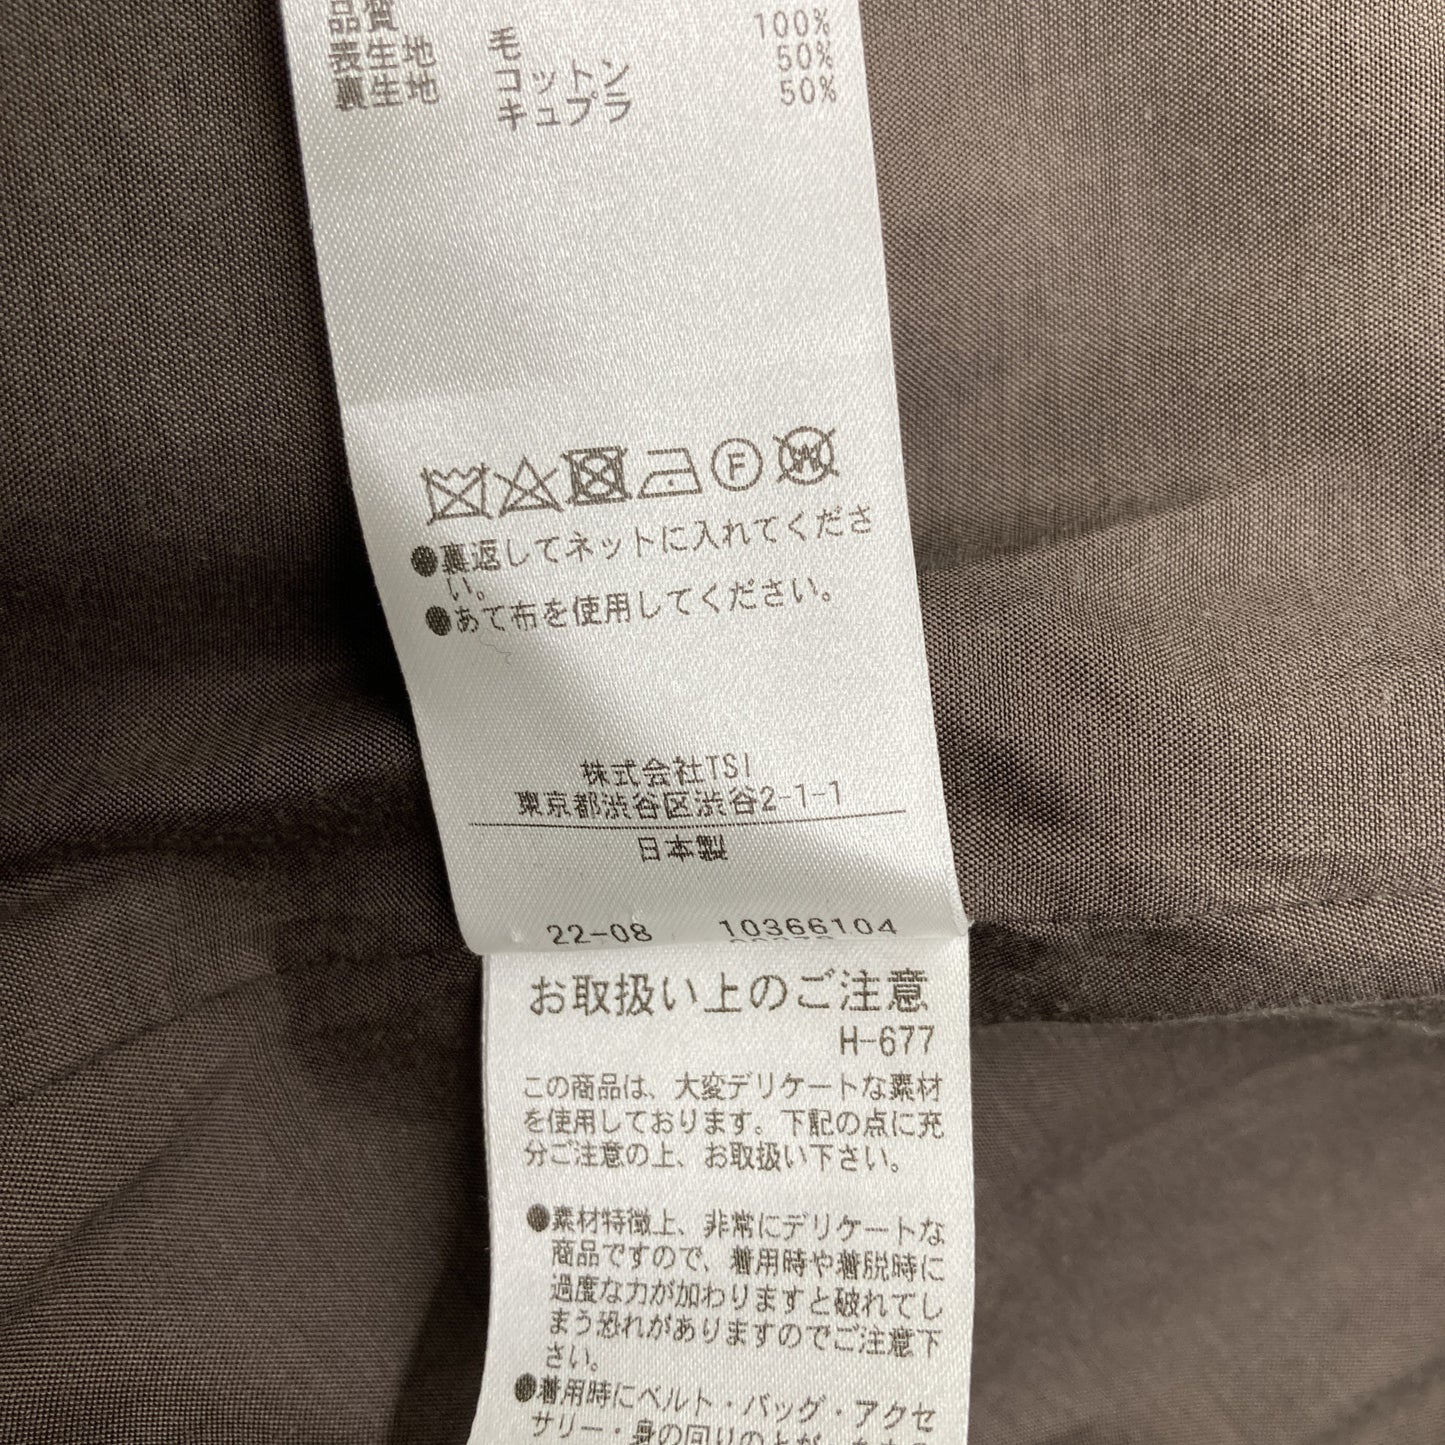 品質
表生地 毛 100%
裏生地 コットン 50%
キュプラ 50%
F
W
●裏返してネットに入れてくださ
い。
●あて布を使用してください。
株式会社TSI
東京都渋谷区渋谷2-1-1
日本製
22-08 10366104
お取扱い上のご注意
H-677
この商品は、大変デリケートな素材
を使用しております。下記の点に充
分ご注意の上、お取扱い下さい。
●素材特徴上、非常にデリケートな
商品ですので、着用時や着脱時に
過度な力が加わりますと破れてし
まう恐れがありますのでご注意下
さい。
●着用時にベルト・バッグ・アクセ
サリー・身の回りの